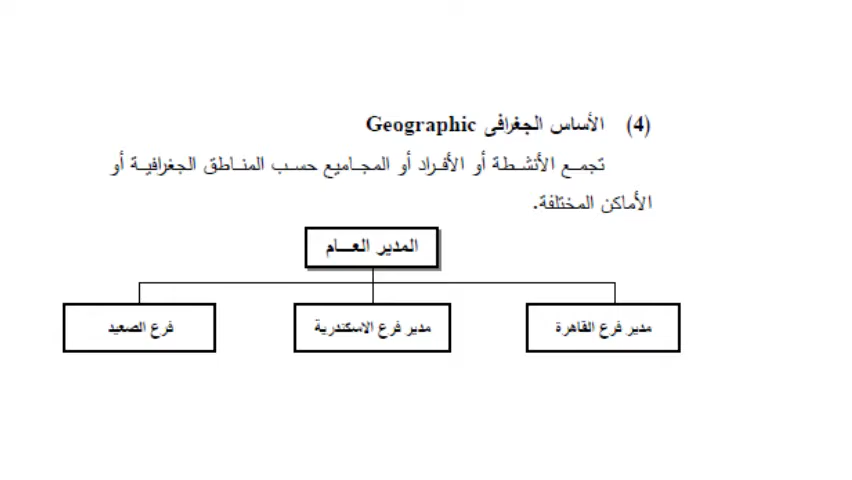 (4) الأساس الجغرافى Geographic
تجمع الأنشطة أو الأفراد أو المجاميع حسب المناطق الجغرافية أو
الأماكن المختلفة.
المدير العام
مدير فرع القاهرة
مدير فرع الاسكندرية
فرع الصعيد